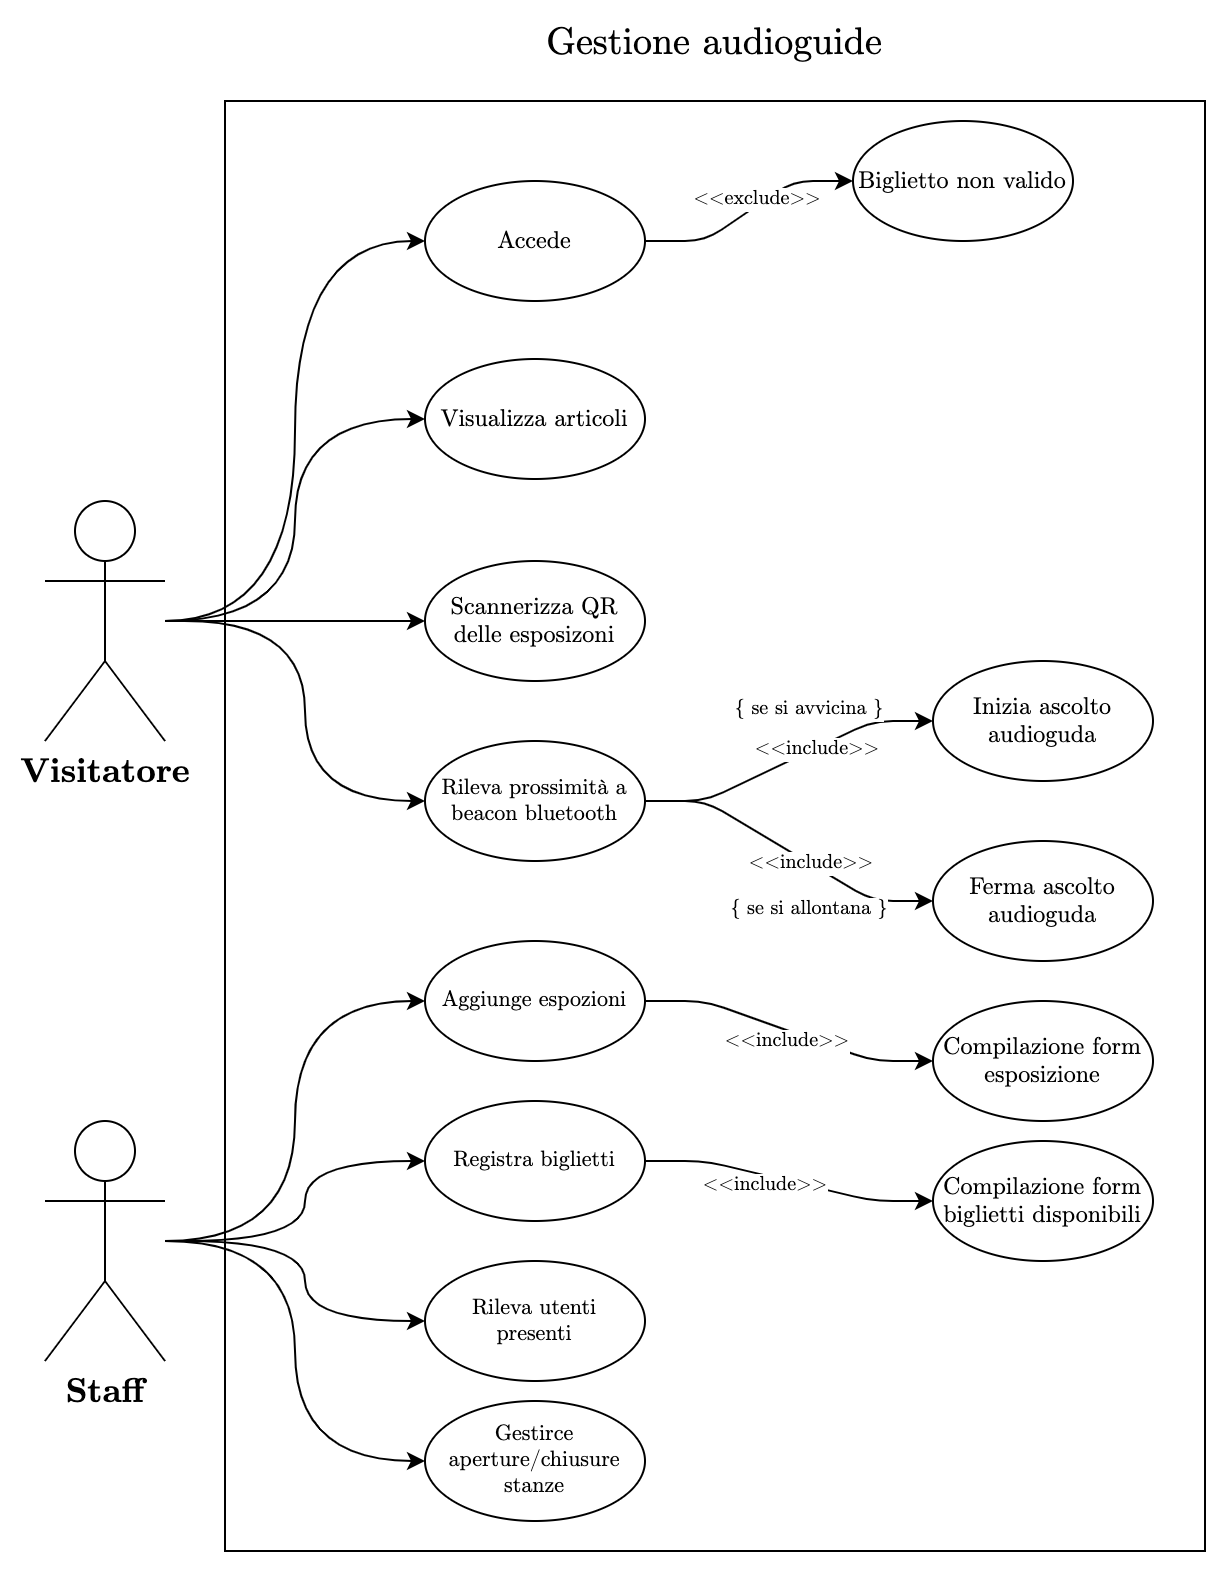 Gestione audioguide
Biglietto non valido
<<exclude>>
Accede
Visualizza articoli
Scannerizza QR
delle esposizoni
Visitatore
{ se si avvicina }
<<include>>
Inizia ascolto
audioguda
Rileva prossimità a
beacon bluetooth
<<include>>
{ se si allontana }
Ferma ascolto
audioguda
Aggiunge espozioni
<<include>>
Compilazione form
esposizione
Registra biglietti
<<include>>
Compilazione form
biglietti disponibili
Rileva utenti
presenti
Staff
Gestirce
aperture/chiusure
stanze